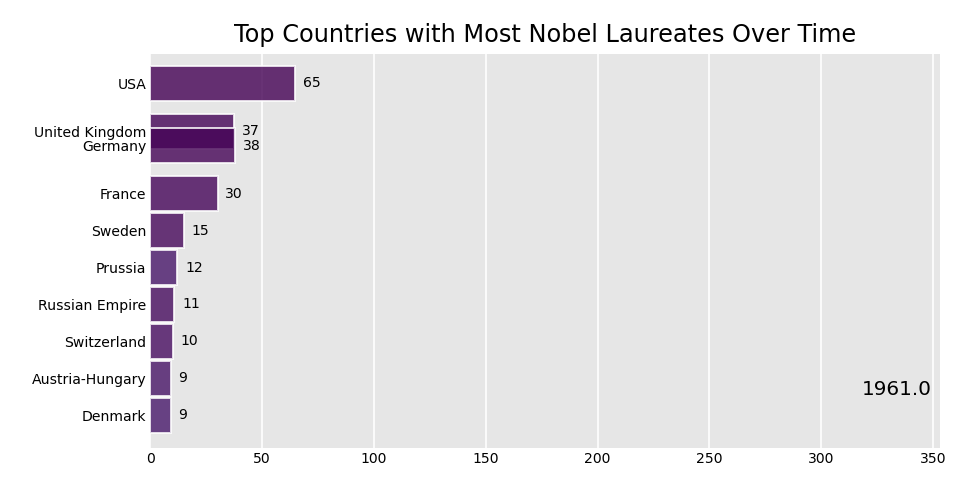 Top Countries with Most Nobel Laureates Over Time
USA 65
United Kingdom 37
Germany 38
France 30
Sweden 15
Prussia 12
Russian Empire 11
Switzerland 10
Austria-Hungary 9
1961.0
Denmark 9
0 50 100 150 200 250 300 350